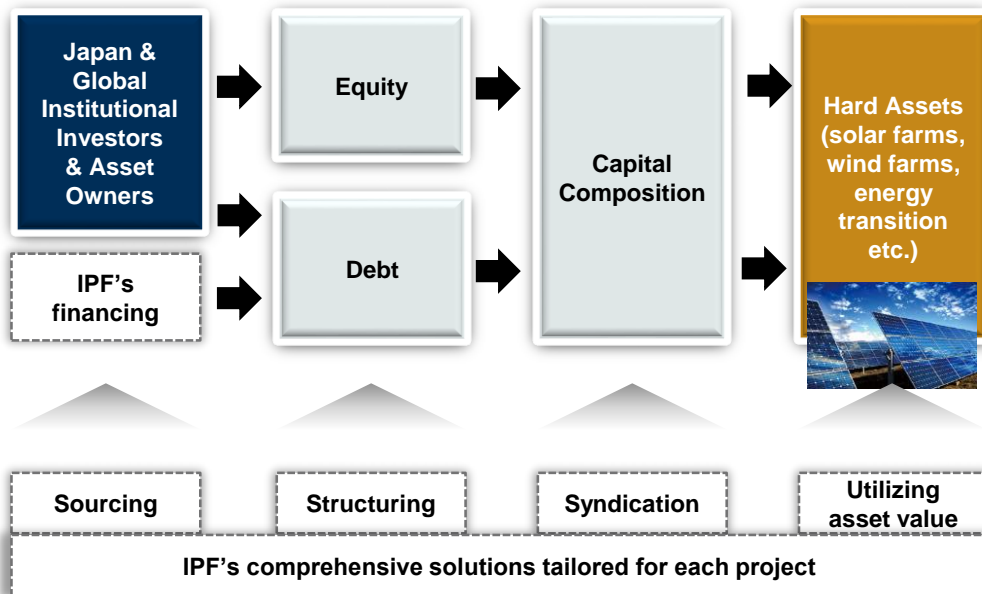 Japan &
Global
Institutional
Investors
& Asset
Owners
IPF’s
financing
Equity
Debt
Capital
Composition
Hard Assets
(solar farms,
wind farms,
energy
transition
etc.)
Sourcing
Structuring
Syndication
Utilizing
asset value
IPF’s comprehensive solutions tailored for each project